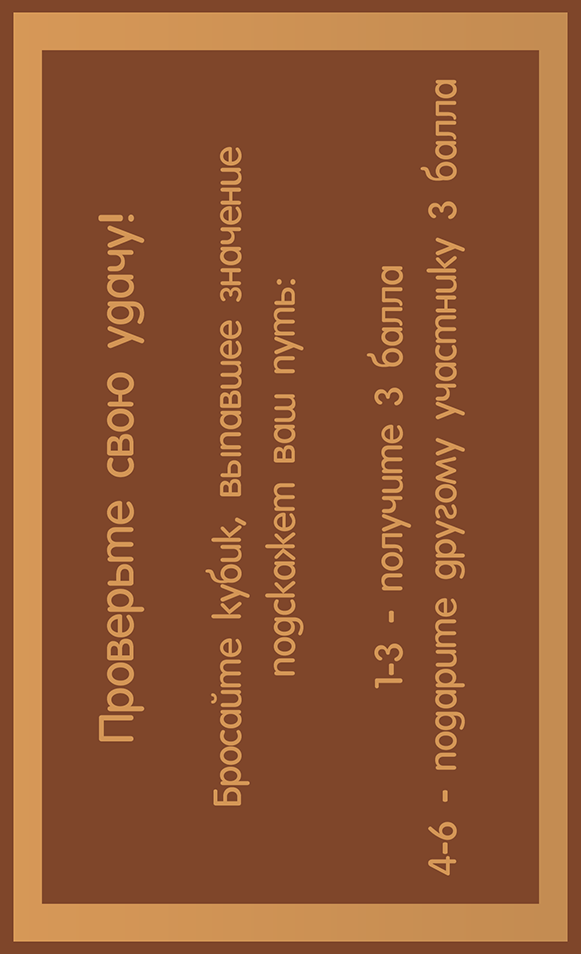 Проверьте свою удачу!
Бросайте кубик, выпавшее значение
подскажет ваш путь:
1-3 - получите 3 балла
4-6 - подарите другому участнику 3 балла